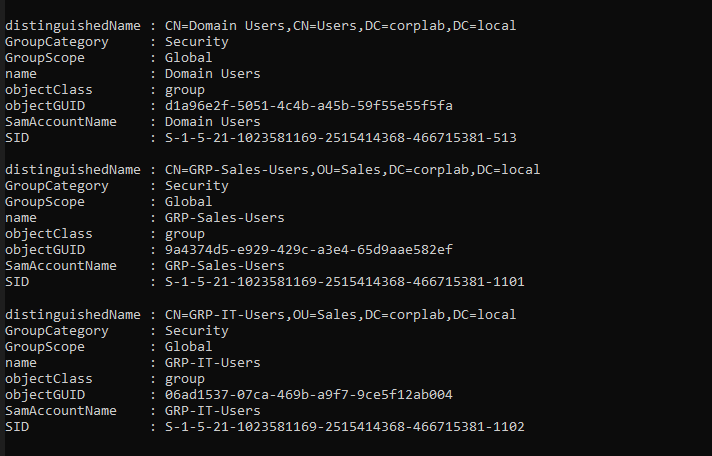 distinguishedName : CN=Domain Users,CN=Users,DC=corplab,DC=local
GroupCategory     : Security
GroupScope        : Global
name              : Domain Users
objectClass       : group
objectGUID        : d1a96e2f-5051-4c4b-a45b-59f55e55f5fa
SamAccountName    : Domain Users
SID               : S-1-5-21-1023581169-2515414368-466715381-513

distinguishedName : CN=GRP-Sales-Users,OU=Sales,DC=corplab,DC=local
GroupCategory     : Security
GroupScope        : Global
name              : GRP-Sales-Users
objectClass       : group
objectGUID        : 9a4374d5-e929-429c-a3e4-65d9aae582ef
SamAccountName    : GRP-Sales-Users
SID               : S-1-5-21-1023581169-2515414368-466715381-1101

distinguishedName : CN=GRP-IT-Users,OU=Sales,DC=corplab,DC=local
GroupCategory     : Security
GroupScope        : Global
name              : GRP-IT-Users
objectClass       : group
objectGUID        : 06ad1537-07ca-469b-a9f7-9ce5f12ab004
SamAccountName    : GRP-IT-Users
SID               : S-1-5-21-1023581169-2515414368-466715381-1102